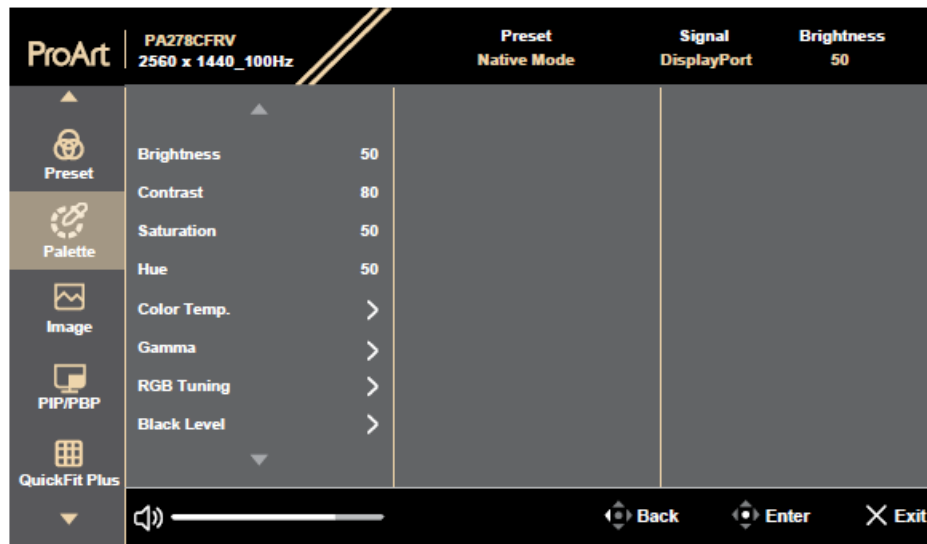 ProArt
PA278CFRV
2560 x 1440_100Hz
Preset
Native Mode
Signal
DisplayPort
Brightness
50
Preset
Palette
Image
PIP/PBP
QuickFit Plus
Brightness 50
Contrast 80
Saturation 50
Hue 50
Color Temp.
Gamma
RGB Tuning
Black Level
Back
Enter
Exit